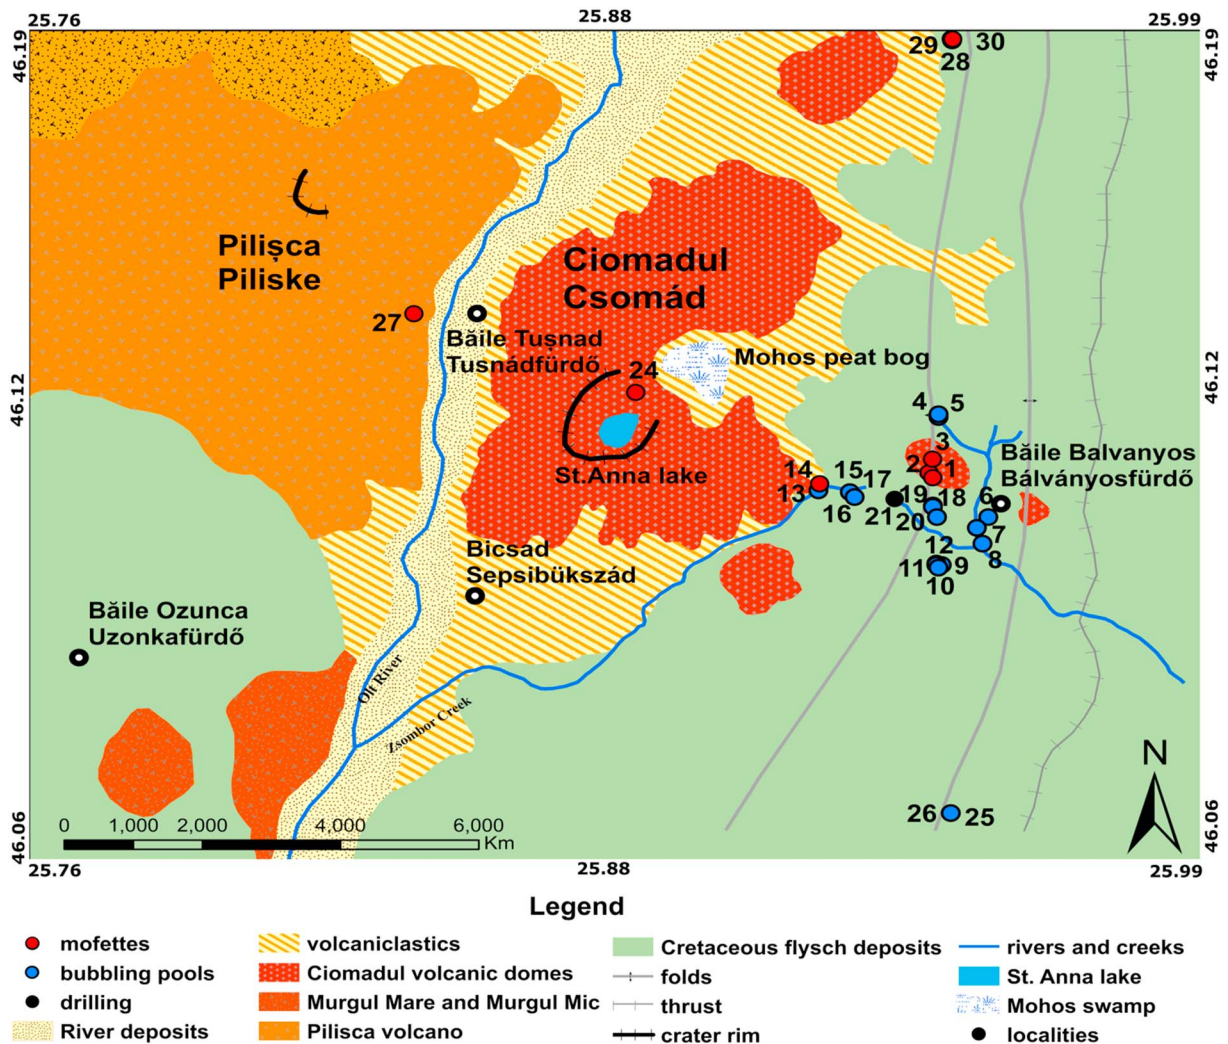 25.76 25.88 25.99
46.19 46.19
29 30
28
Pilișca
Piliske
Ciomadul
Csomád
27
Băile Tușnad
Tusnádfürdő
Mohos peat bog
24
46.12 46.12
4 5
3
Băile Balvanyos
Bálványosfürdő
St.Anna lake
14 15 17 2 1
13 16 21 19 18 6
20 7
12 8
11 9
10
Bicsad
Sepsibükszád
Băile Ozunca
Uzonkafürdő
Olt River
Zsombor Creek
N
26 25
0 1,000 2,000 4,000 6,000
Km
46.06 46.06
25.76 25.88 25.99
Legend
mofettes
bubbling pools
drilling
River deposits
volcaniclastics
Ciomadul volcanic domes
Murgul Mare and Murgul Mic
Pilisca volcano
Cretaceous flysch deposits
folds
thrust
crater rim
rivers and creeks
St. Anna lake
Mohos swamp
localities